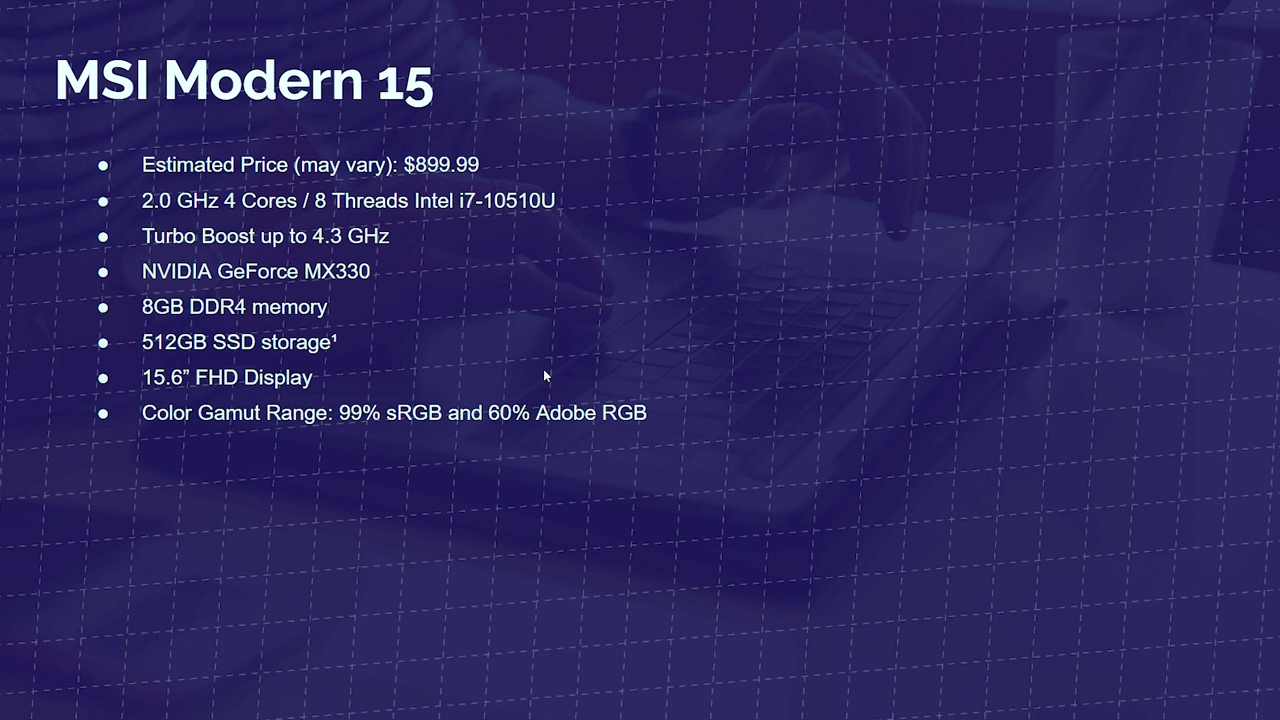 MSI Modern 15
● Estimated Price (may vary): $899.99
● 2.0 GHz 4 Cores / 8 Threads Intel i7-10510U
● Turbo Boost up to 4.3 GHz
● NVIDIA GeForce MX330
● 8GB DDR4 memory
● 512GB SSD storage¹
● 15.6” FHD Display
● Color Gamut Range: 99% sRGB and 60% Adobe RGB